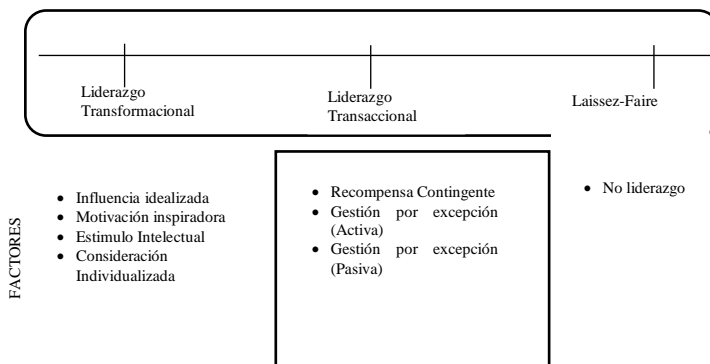 Liderazgo
Transformacional
Liderazgo
Transaccional
Laissez-Faire
FACTORES
• Influencia idealizada
• Motivación inspiradora
• Estimulo Intelectual
• Consideración
Individualizada
• Recompensa Contingente
• Gestión por excepción
(Activa)
• Gestión por excepción
(Pasiva)
• No liderazgo